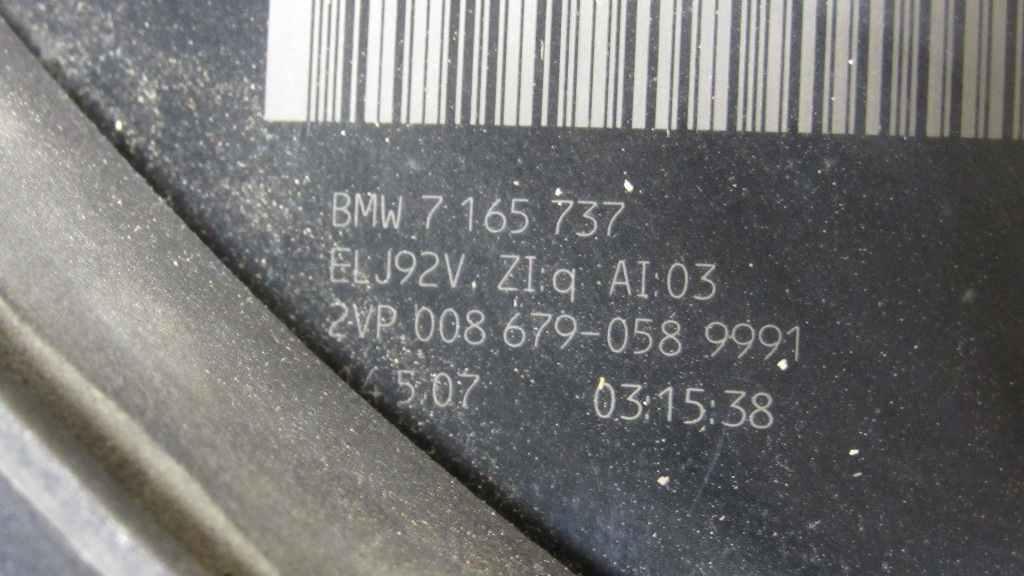 BMW 7 165 737
ELJ92V. ZI:q AI:03
2VP 008 679-058 9991
5.07 03:15:38